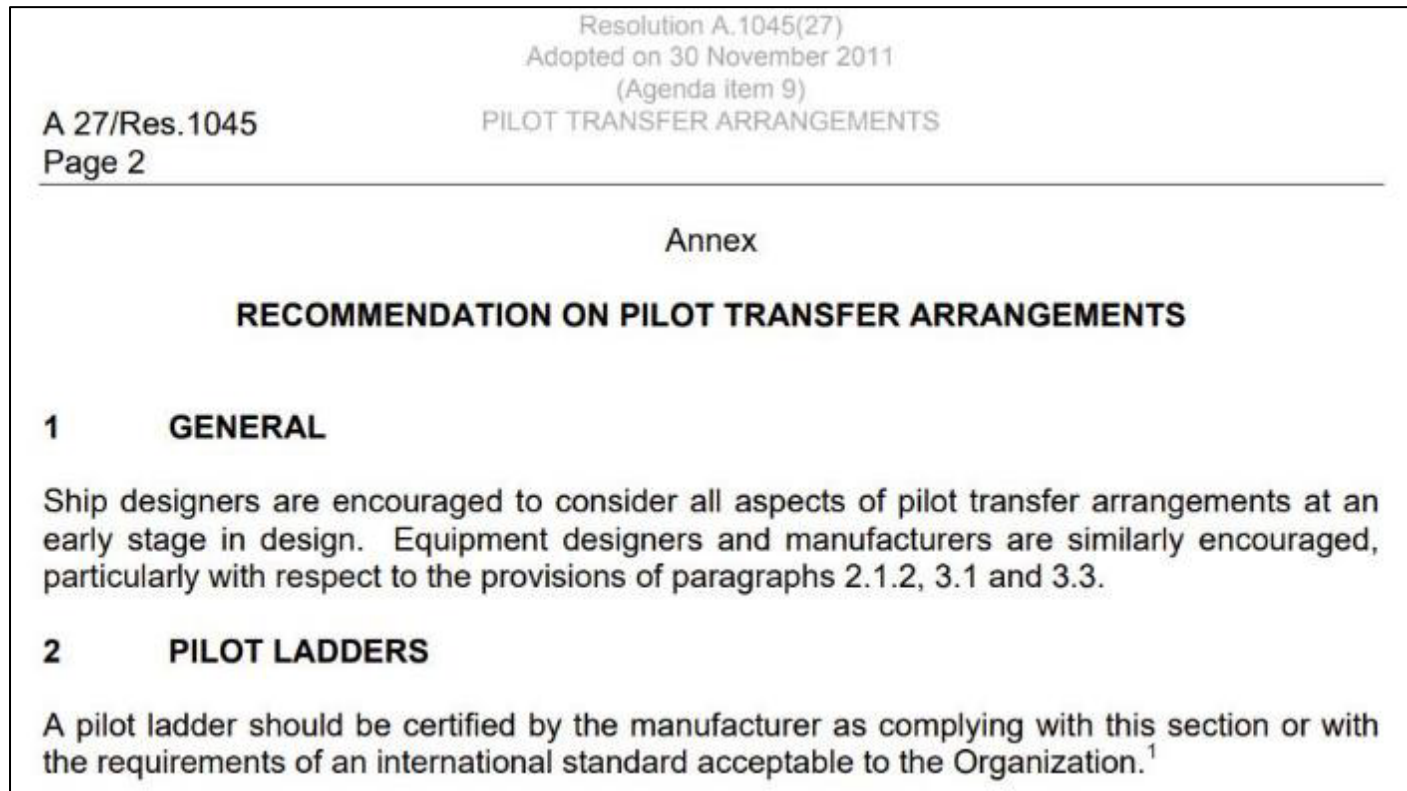 Resolution A.1045(27)
Adopted on 30 November 2011
(Agenda item 9)
PILOT TRANSFER ARRANGEMENTS
A 27/Res.1045
Page 2
Annex
RECOMMENDATION ON PILOT TRANSFER ARRANGEMENTS
1 GENERAL
Ship designers are encouraged to consider all aspects of pilot transfer arrangements at an
early stage in design. Equipment designers and manufacturers are similarly encouraged,
particularly with respect to the provisions of paragraphs 2.1.2, 3.1 and 3.3.
2 PILOT LADDERS
A pilot ladder should be certified by the manufacturer as complying with this section or with
the requirements of an international standard acceptable to the Organization.¹